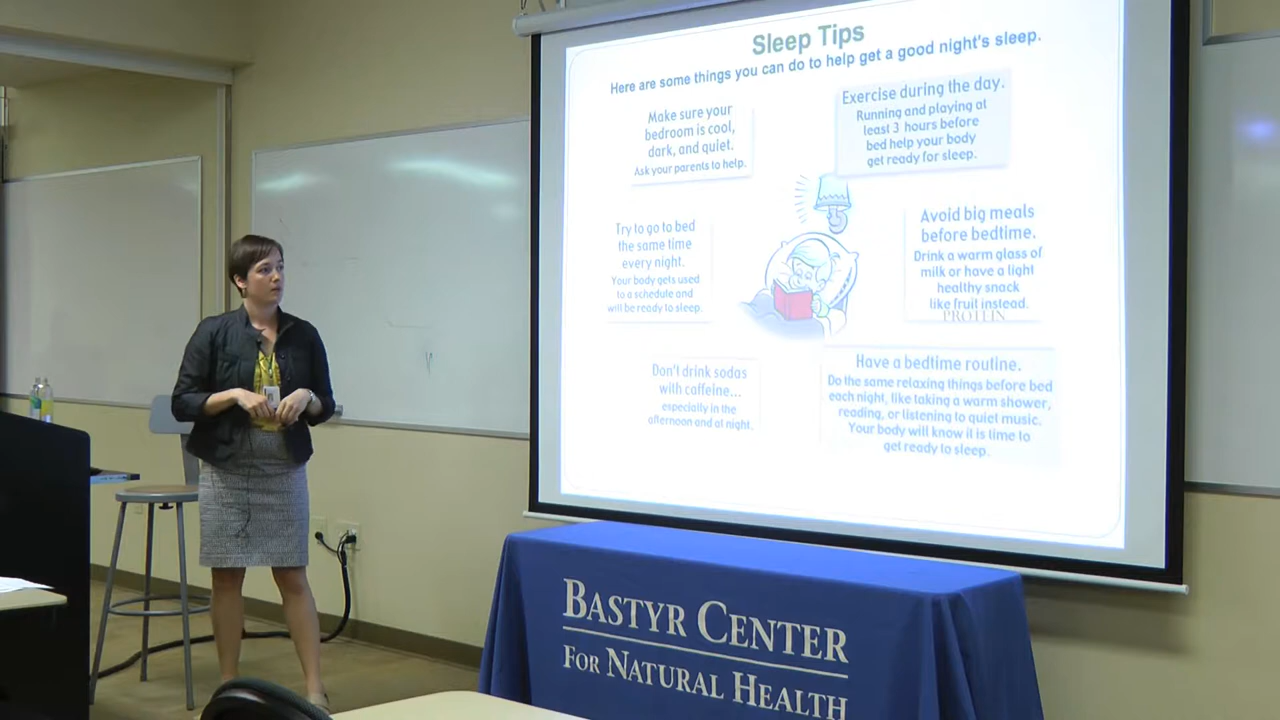 Sleep Tips
Here are some things you can do to help get a good night's sleep.
Make sure your
bedroom is cool,
dark, and quiet.
Ask your parents to help.
Exercise during the day.
Running and playing at
least 3 hours before
bed help your body
get ready for sleep.
Try to go to bed
the same time
every night.
Your body gets used
to a schedule and
will be ready to sleep.
Avoid big meals
before bedtime.
Drink a warm glass of
milk or have a light
healthy snack
like fruit instead.
PROTEIN
Don't drink sodas
with caffeine...
especially in the
afternoon and at night.
Have a bedtime routine.
Do the same relaxing things before bed
each night, like taking a warm shower,
reading, or listening to quiet music.
Your body will know it is time to
get ready to sleep.
BASTYR CENTER
FOR NATURAL HEALTH